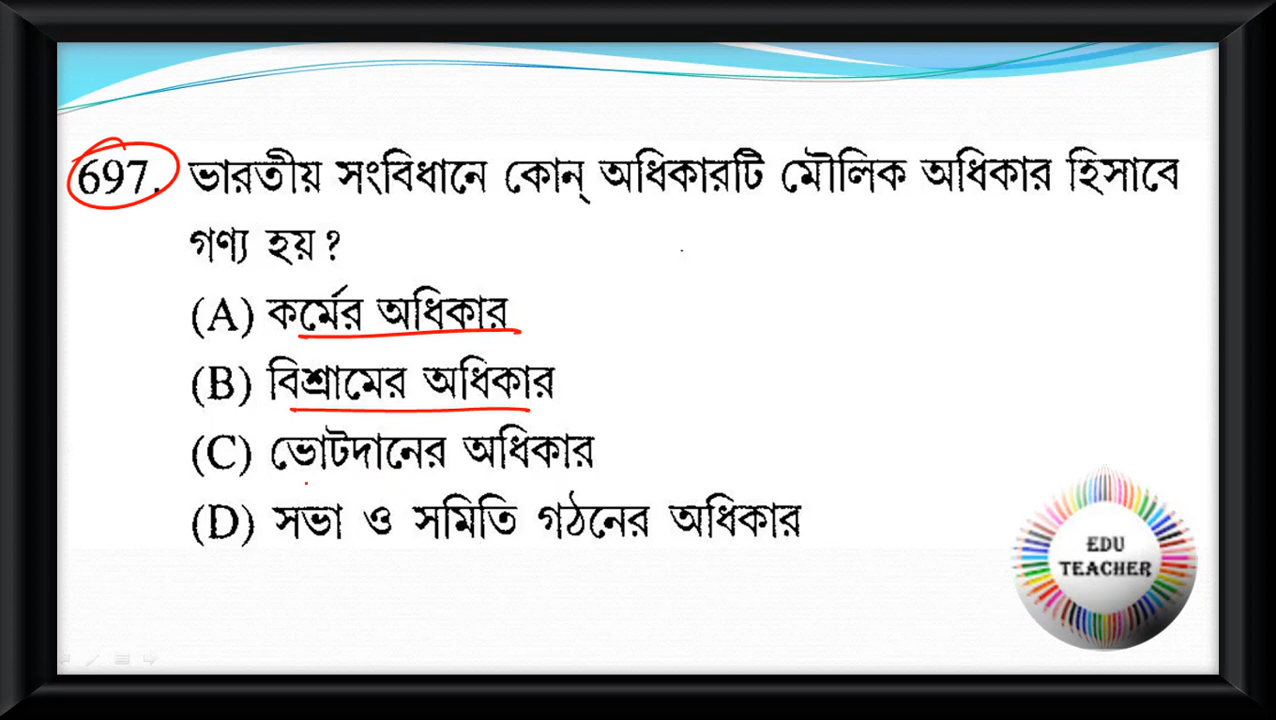 697. ভারতীয় সংবিধানে কোন্ অধিকারটি মৌলিক অধিকার হিসাবে
গণ্য হয়?
(A) কর্মের অধিকার
(B) বিশ্রামের অধিকার
(C) ভোটদানের অধিকার
(D) সভা ও সমিতি গঠনের অধিকার
EDU
TEACHER